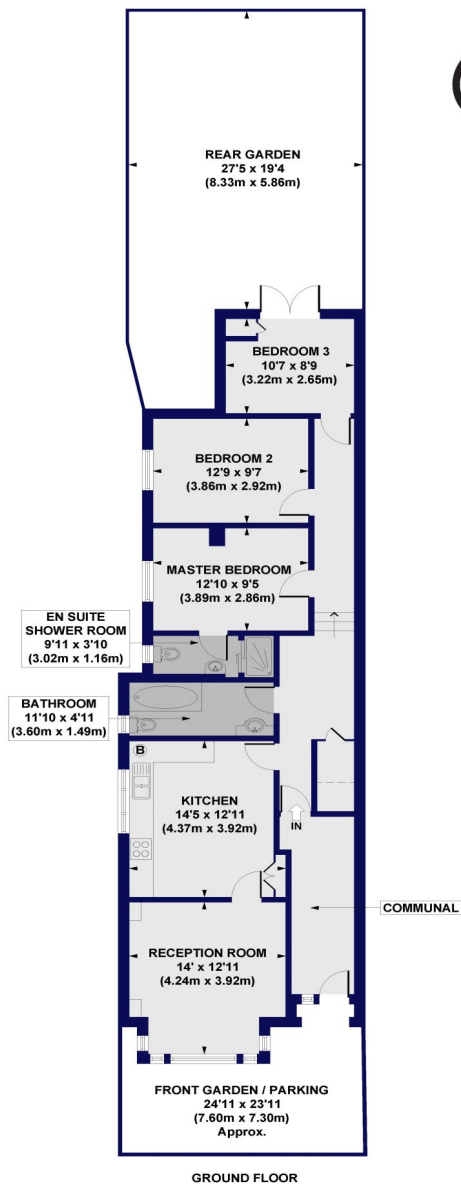 REAR GARDEN
27'5 x 19'4
(8.33m x 5.86m)
BEDROOM 3
10'7 x 8'9
(3.22m x 2.65m)
BEDROOM 2
12'9 x 9'7
(3.86m x 2.92m)
MASTER BEDROOM
12'10 x 9'5
(3.89m x 2.86m)
EN SUITE
SHOWER ROOM
9'11 x 3'10
(3.02m x 1.16m)
BATHROOM
11'10 x 4'11
(3.60m x 1.49m)
B
KITCHEN
14'5 x 12'11
(4.37m x 3.92m)
IN
COMMUNAL
RECEPTION ROOM
14' x 12'11
(4.24m x 3.92m)
FRONT GARDEN / PARKING
24'11 x 23'11
(7.60m x 7.30m)
Approx.
GROUND FLOOR